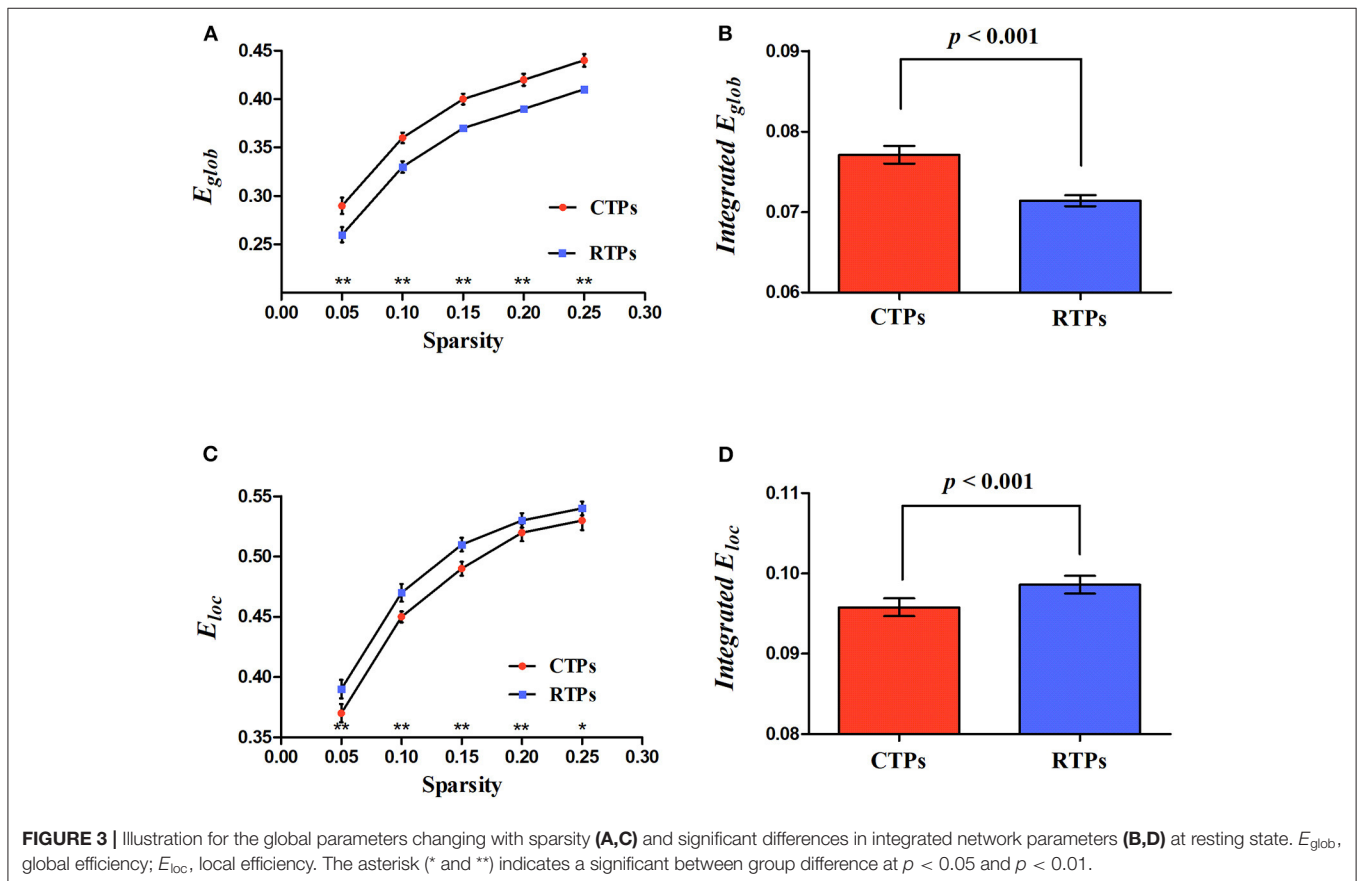 A
0.45
0.40
0.35
0.30
0.25
E_glob
CTPs
RTPs
** ** ** ** **
0.00 0.05 0.10 0.15 0.20 0.25 0.30
Sparsity
B
p < 0.001
0.09
0.08
0.07
0.06
Integrated E_glob
CTPs RTPs
C
0.55
0.50
0.45
0.40
0.35
E_loc
CTPs
RTPs
** ** ** ** *
0.00 0.05 0.10 0.15 0.20 0.25 0.30
Sparsity
D
p < 0.001
0.11
0.10
0.09
0.08
Integrated E_loc
CTPs RTPs
FIGURE 3 | Illustration for the global parameters changing with sparsity (A,C) and significant differences in integrated network parameters (B,D) at resting state. E_glob,
global efficiency; E_loc, local efficiency. The asterisk (* and **) indicates a significant between group difference at p < 0.05 and p < 0.01.